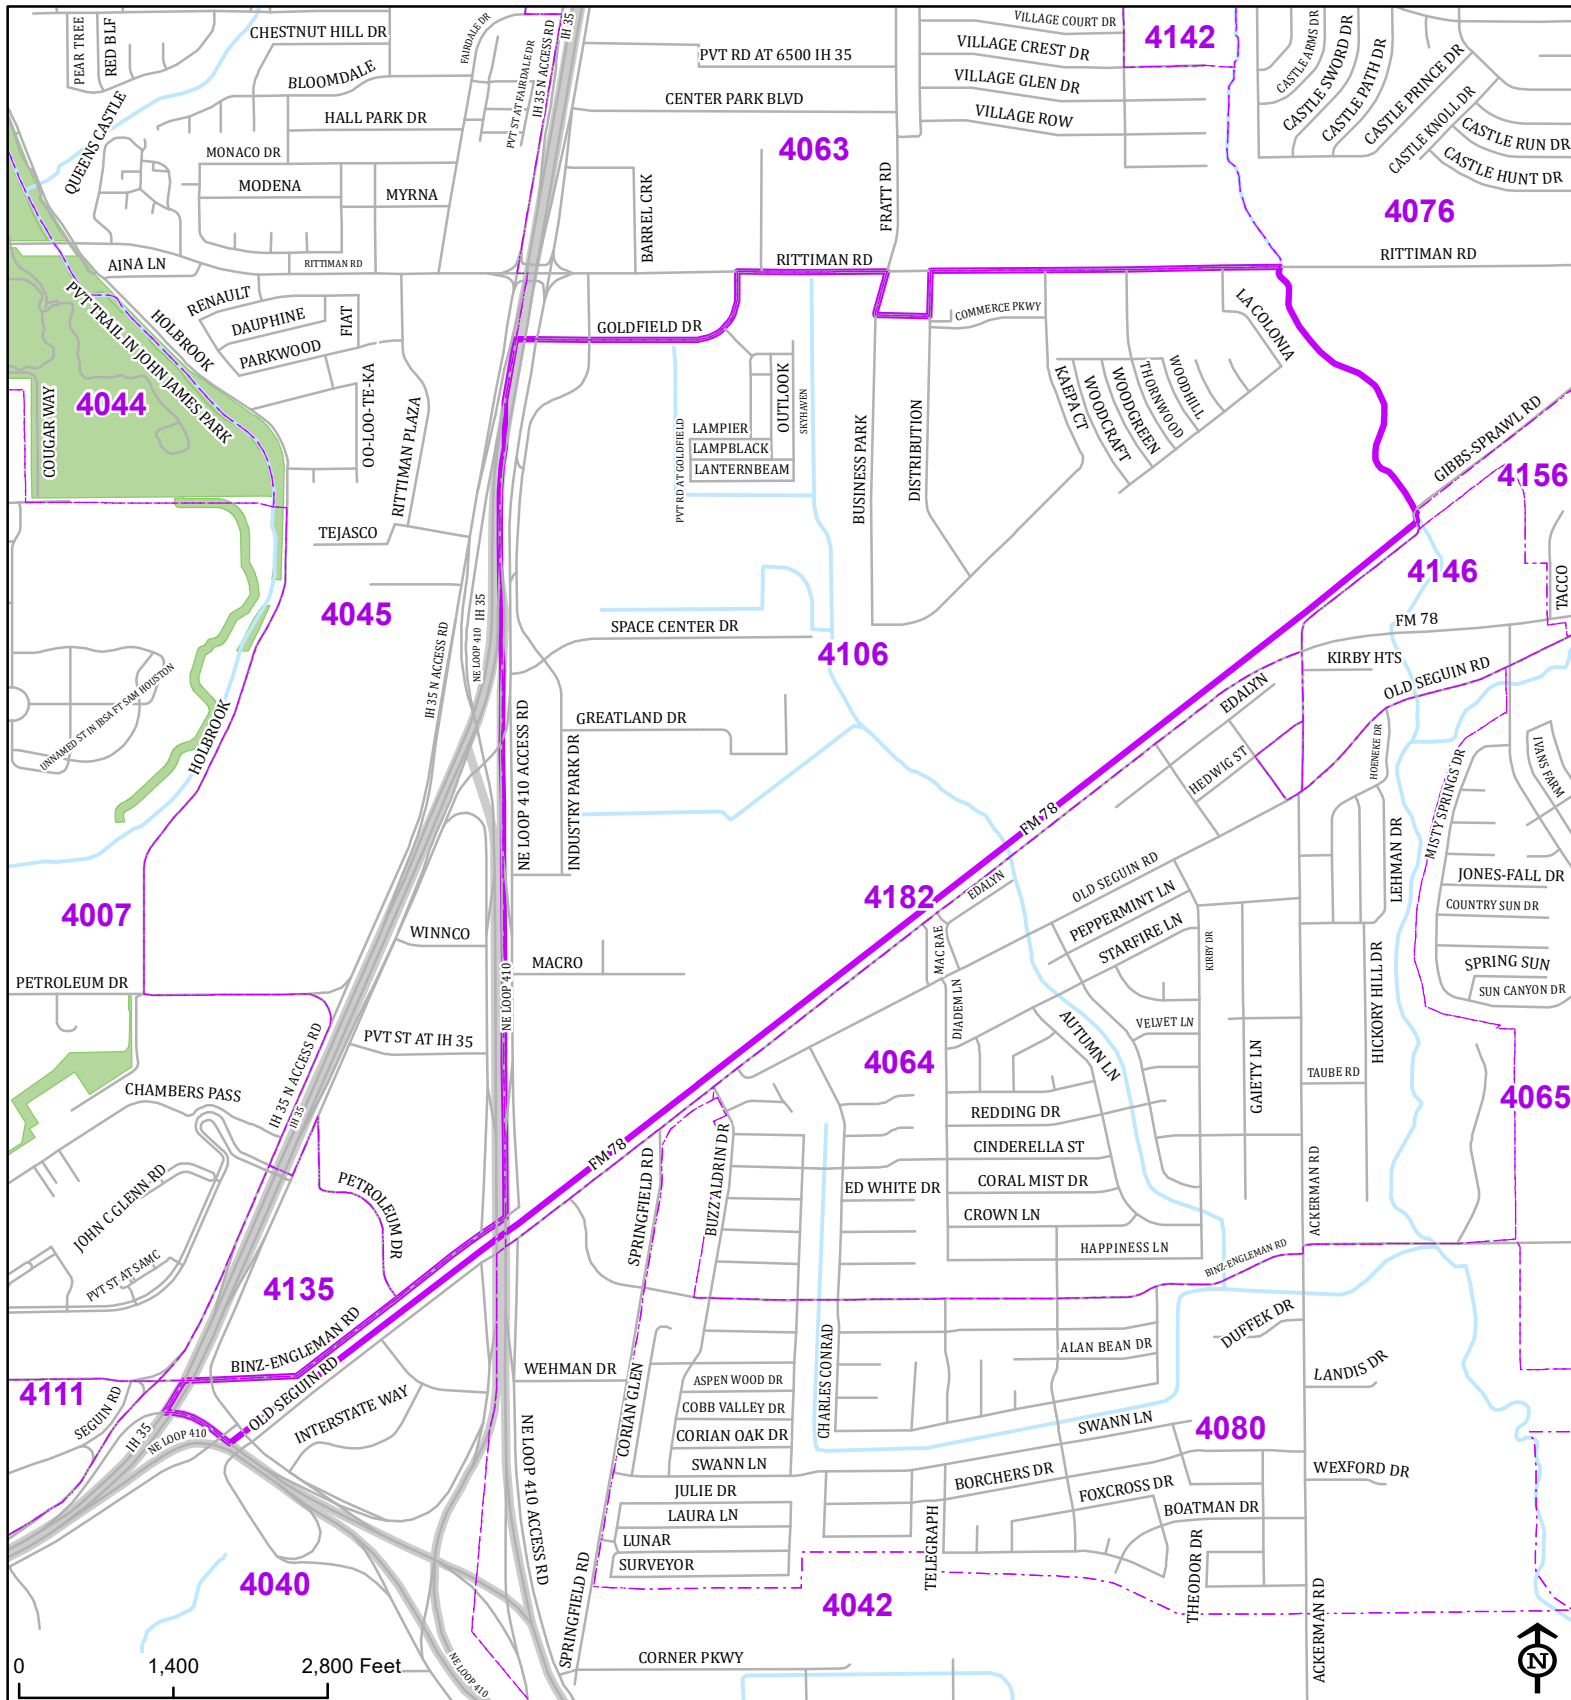 PEAR TREE
RED BLF
CHESTNUT HILL DR
BLOOMDALE
FAIRDALE DR
IH 35
PVT RD AT 6500 IH 35
VILLAGE COURT DR
VILLAGE CREST DR
VILLAGE GLEN DR
VILLAGE ROW
4142
CASTLE ARMS DR
CASTLE SWORD DR
CASTLE PATH DR
CASTLE PRINCE DR
CASTLE KNOLL DR
CASTLE RUN DR
CASTLE HUNT DR
QUEENS CASTLE
HALL PARK DR
PVT ST AT FAIRDALE DR
IH 35 N ACCESS RD
CENTER PARK BLVD
4063
MONACO DR
MODENA
MYRNA
BARREL CRK
FRATT RD
4076
AINA LN
RITTIMAN RD
RITTIMAN RD
RITTIMAN RD
PVT TRAIL IN JOHN JAMES PARK
HOLBROOK
RENAULT
DAUPHINE
FIAT
PARKWOOD
GOLDFIELD DR
COMMERCE PKWY
LA COLONIA
4044
COUGAR WAY
OO-LOO-TE-KA
RITTIMAN PLAZA
LAMPIER
LAMPBLACK
LANTERNBEAM
OUTLOOK
SKYHAVEN
PVT RD AT GOLDFIELD
BUSINESS PARK
DISTRIBUTION
KAEPA CT
WOODCRAFT
WOODGREEN
THORNWOOD
WOODHILL
GIBBS-SPRAWL RD
4156
TEJASCO
4146
TACCO
4045
IH 35 N ACCESS RD
NE LOOP 410
IH 35
SPACE CENTER DR
4106
FM 78
KIRBY HTS
OLD SEGUIN RD
UNNAMED ST IN JBSA FT SAM HOUSTON
HOLBROOK
GREATLAND DR
EDALYN
HEDWIG ST
HOENEKE DR
IVANS FARM
NE LOOP 410 ACCESS RD
INDUSTRY PARK DR
FM 78
MISTY SPRINGS DR
LEHMAN DR
4007
4182
EDALYN
OLD SEGUIN RD
PEPPERMINT LN
STARFIRE LN
JONES-FALL DR
COUNTRY SUN DR
WINNCO
MACRO
MAC RAE
KIRBY DR
SPRING SUN
SUN CANYON DR
PETROLEUM DR
NE LOOP 410
DIADEM LN
AUTUMN LN
VELVET LN
HICKORY HILL DR
IH 35 N ACCESS RD
IH 35
PVT ST AT IH 35
4064
GAIETY LN
TAUBE RD
4065
CHAMBERS PASS
REDDING DR
CINDERELLA ST
FM 78
SPRINGFIELD RD
BUZZ ALDRIN DR
ED WHITE DR
CORAL MIST DR
CROWN LN
ACKERMAN RD
JOHN C GLENN RD
PETROLEUM DR
HAPPINESS LN
BINZ-ENGLEMAN RD
PVT ST AT SAMC
4135
BINZ-ENGLEMAN RD
DUFFEK DR
ALAN BEAN DR
WEHMAN DR
CORIAN GLEN
CHARLES CONRAD
LANDIS DR
4111
SEGUIN RD
OLD SEGUIN RD
INTERSTATE WAY
ASPEN WOOD DR
COBB VALLEY DR
CORIAN OAK DR
SWANN LN
SWANN LN
4080
IH 35
NE LOOP 410
NE LOOP 410 ACCESS RD
JULIE DR
LAURA LN
LUNAR
SURVEYOR
BORCHERS DR
FOXCROSS DR
BOATMAN DR
WEXFORD DR
TELEGRAPH
THEODOR DR
4040
4042
SPRINGFIELD RD
NE LOOP 410
CORNER PKWY
ACKERMAN RD
0 1,400 2,800 Feet
N